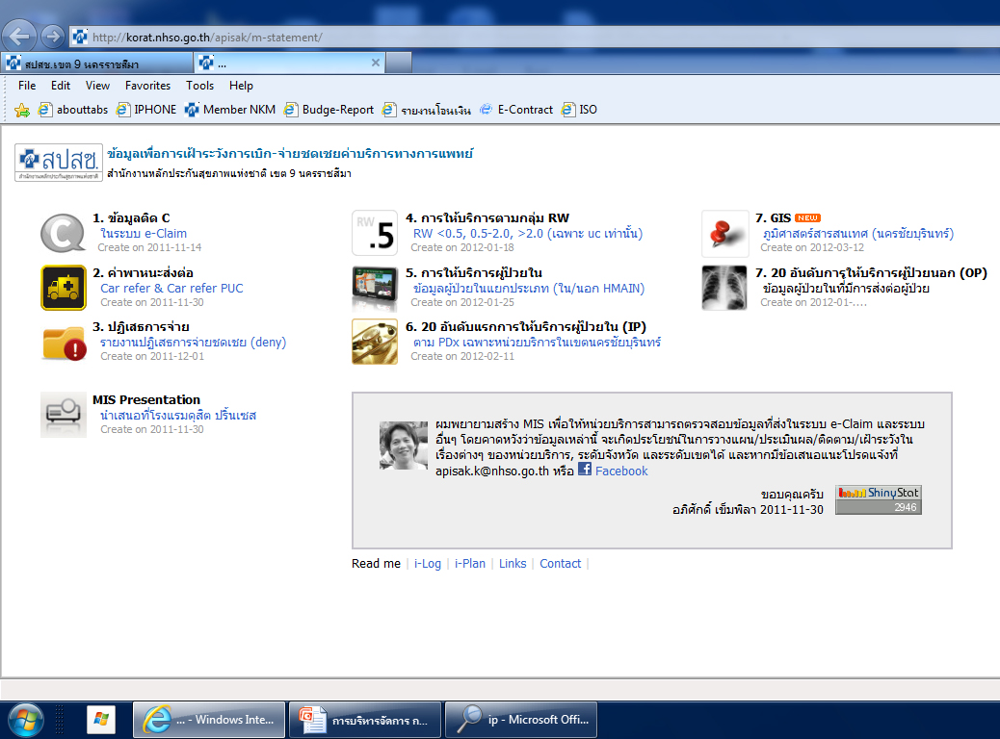 http://korat.nhso.go.th/apisak/m-statement/
สปสช.เขต 9 นครราชสีมา
...
File Edit View Favorites Tools Help
abouttabs IPHONE Member NKM Budge-Report รายงานโอนเงิน E-Contract ISO
สปสช.
สำนักงานหลักประกันสุขภาพแห่งชาติ
ข้อมูลเพื่อการเฝ้าระวังการเบิก-จ่ายชดเชยค่าบริการทางการแพทย์
สำนักงานหลักประกันสุขภาพแห่งชาติ เขต 9 นครราชสีมา
C
1. ข้อมูลติด C
ในระบบ e-Claim
Create on 2011-11-14
2. ค่าพาหนะส่งต่อ
Car refer & Car refer PUC
Create on 2011-11-30
3. ปฏิเสธการจ่าย
รายงานปฏิเสธการจ่ายชดเชย (deny)
Create on 2011-12-01
MIS Presentation
นำเสนอที่โรงแรมดุสิต ปริ้นเซส
Create on 2011-11-30
RW
.5
4. การให้บริการตามกลุ่ม RW
RW <0.5, 0.5-2.0, >2.0 (เฉพาะ uc เท่านั้น)
Create on 2012-01-18
5. การให้บริการผู้ป่วยใน
ข้อมูลผู้ป่วยในแยกประเภท (ใน/นอก HMAIN)
Create on 2012-01-25
6. 20 อันดับแรกการให้บริการผู้ป่วยใน (IP)
ตาม PDx เฉพาะหน่วยบริการในเขตนครชัยบุรินทร์
Create on 2012-02-11
7. GIS NEW
ภูมิศาสตร์สารสนเทศ (นครชัยบุรินทร์)
Create on 2012-03-12
7. 20 อันดับการให้บริการผู้ป่วยนอก (OP)
ข้อมูลผู้ป่วยในที่มีการส่งต่อผู้ป่วย
Create on 2012-01-....
ผมพยายามสร้าง MIS เพื่อให้หน่วยบริการสามารถตรวจสอบข้อมูลที่ส่งในระบบ e-Claim และระบบ
อื่นๆ โดยคาดหวังว่าข้อมูลเหล่านี้ จะเกิดประโยชน์ในการวางแผน/ประเมินผล/ติดตาม/เฝ้าระวังใน
เรื่องต่างๆ ของหน่วยบริการ, ระดับจังหวัด และระดับเขตได้ และหากมีข้อเสนอแนะโปรดแจ้งที่
apisak.k@nhso.go.th หรือ Facebook
ขอบคุณครับ
อภิศักดิ์ เข็มพิลา 2011-11-30
ShinyStat
2946
Read me | i-Log | i-Plan | Links | Contact |
... - Windows Inte... การบริหารจัดการ ก... ip - Microsoft Offi...